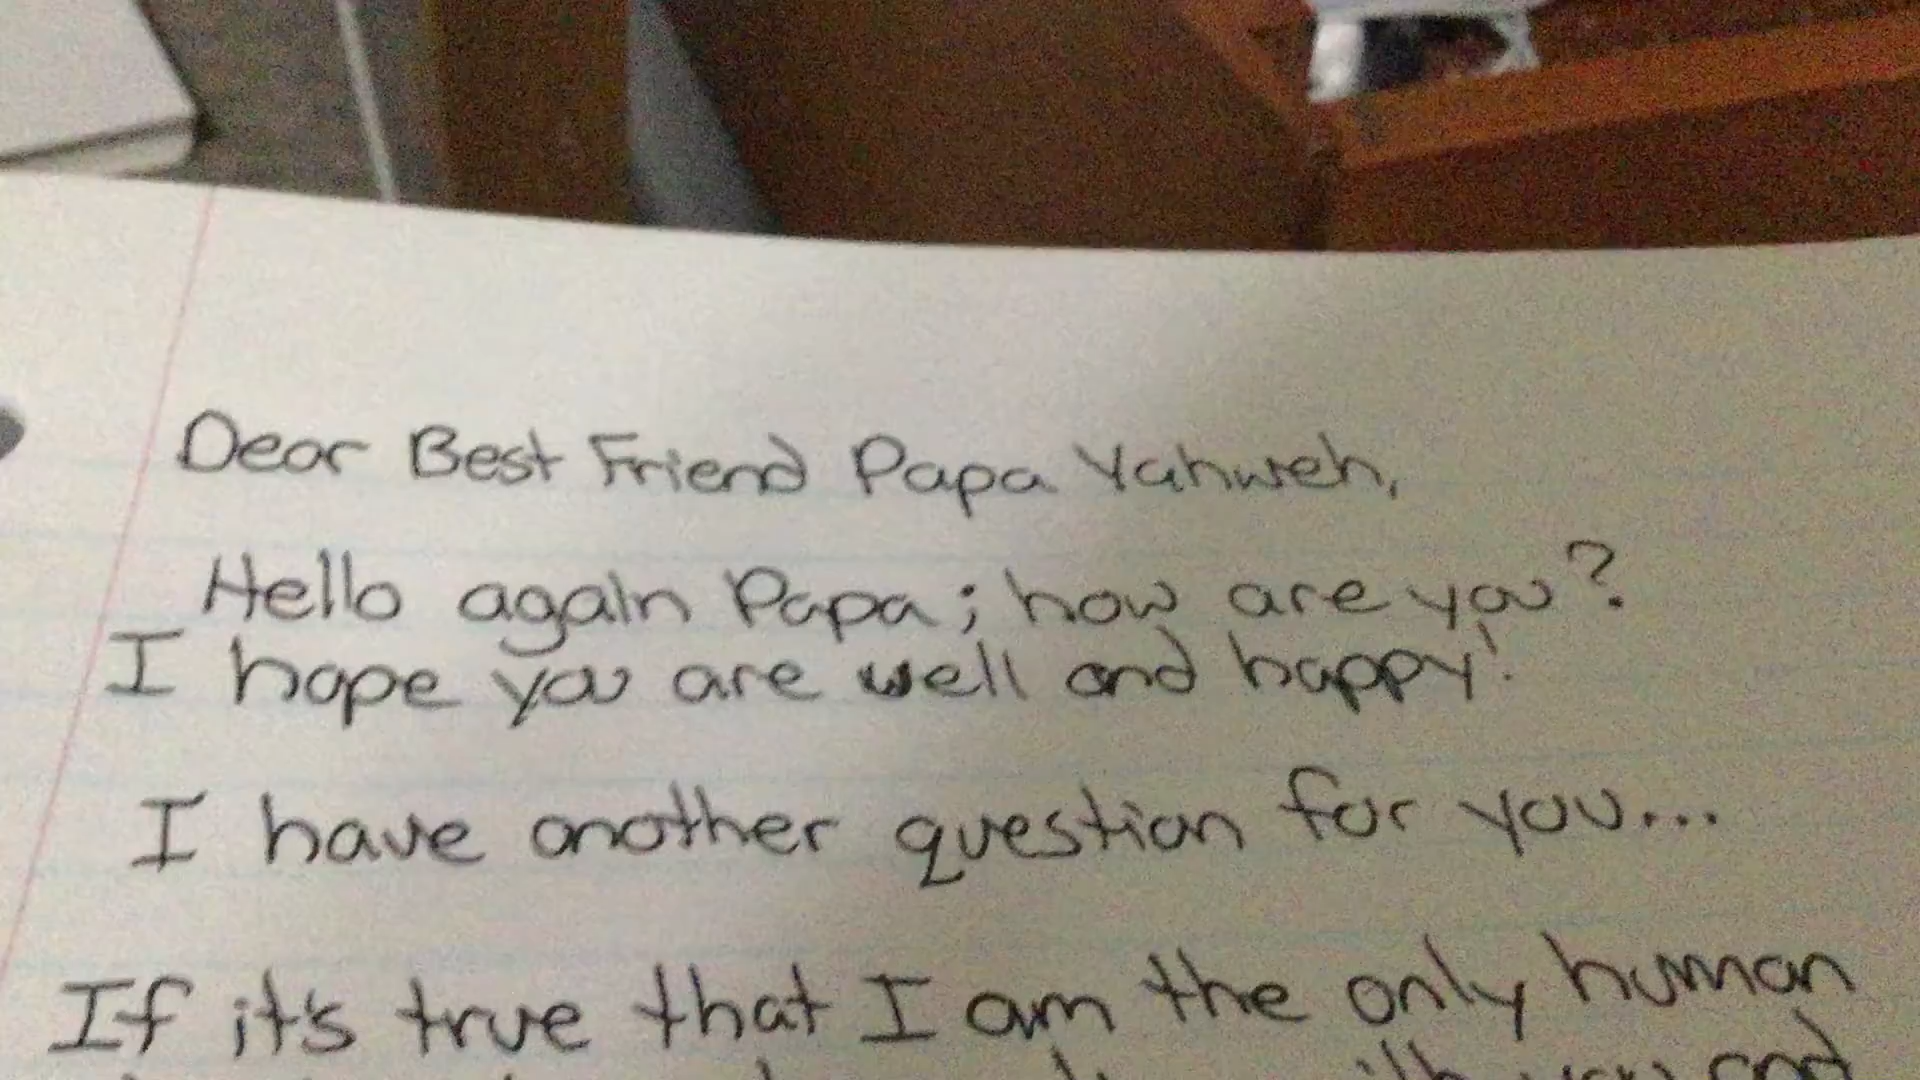 Dear Best Friend Papa Yahweh,
Hello again Papa; how are you?
I hope you are well and happy!
I have another question for you...
If it's true that I am the only human
and